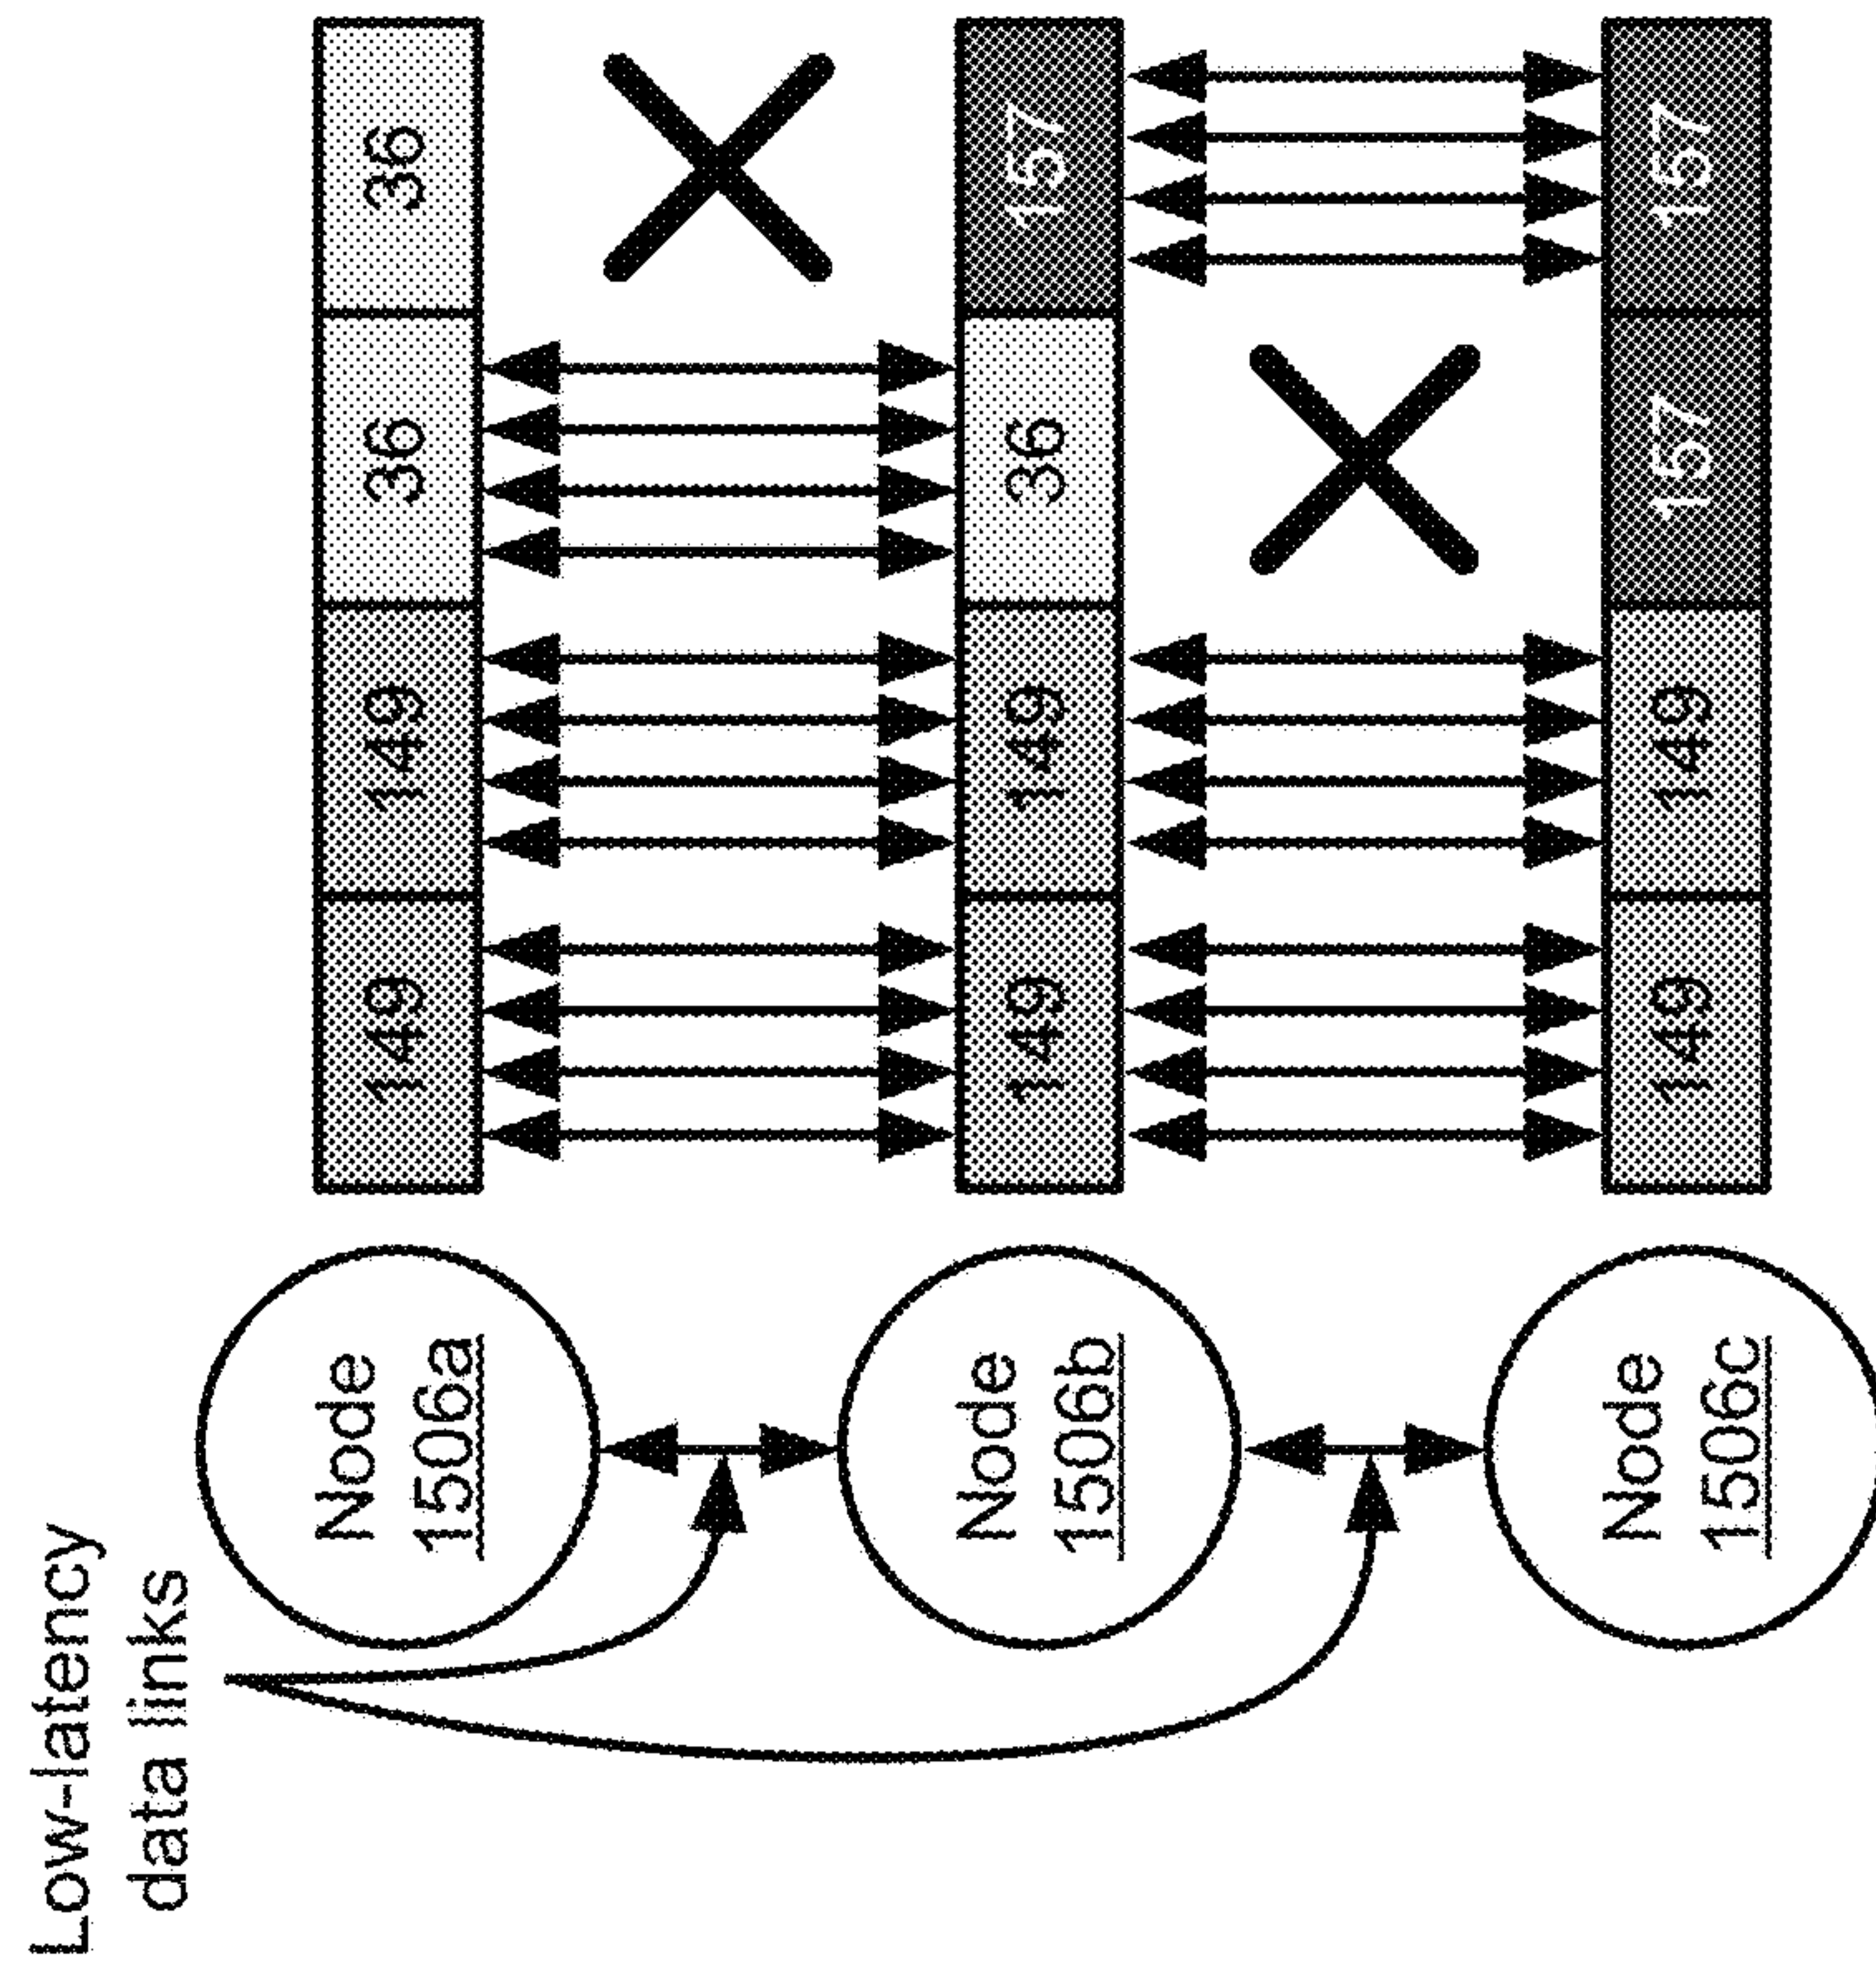 Low-latency
data links
Node
1506a
149 149 36 36
Node
1506b
149 149 36 157
Node
1506c
149 149 157 157